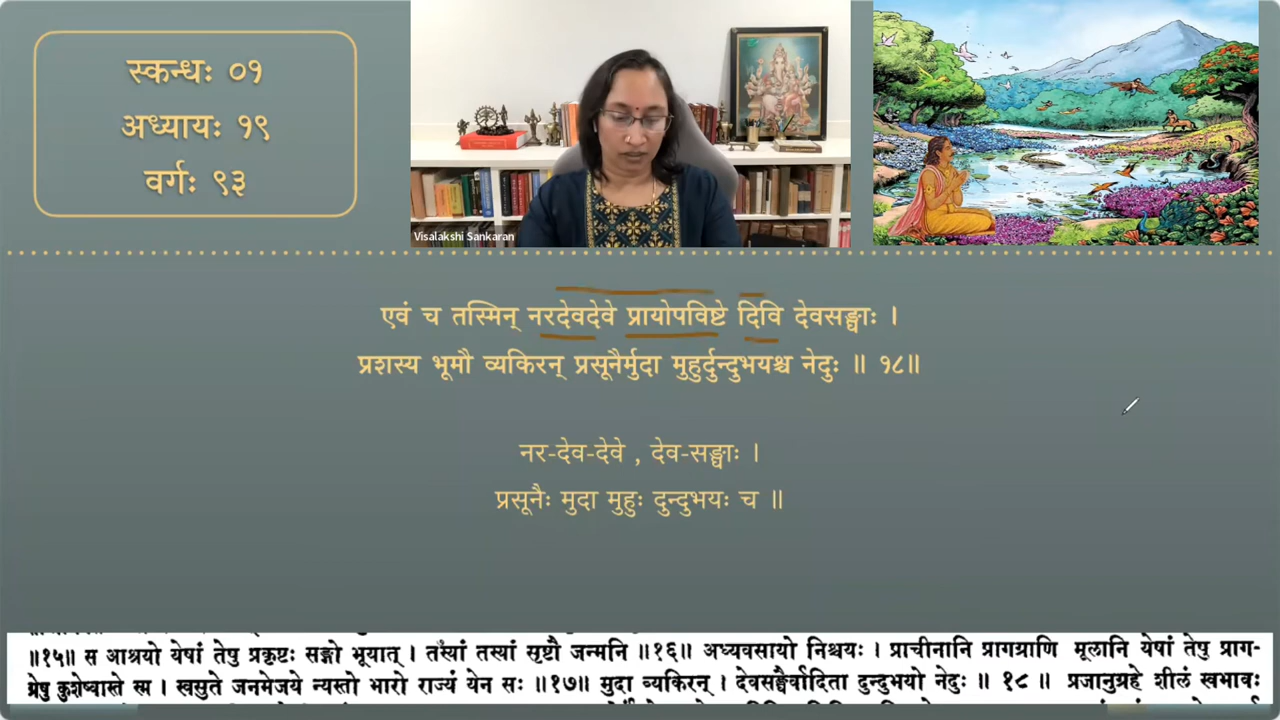 स्कन्धः ०१
अध्यायः १९
वर्गः ९३
Visalakshi Sankaran
एवं च तस्मिन् नरदेवदेवे प्रायोपविष्टे दिवि देवसङ्घाः ।
प्रशस्य भूमौ व्यकिरन् प्रसूनैर्मुदा मुहुर्दुन्दुभयश्च नेदुः ॥ १८॥
नर-देव-देवे , देव-सङ्घाः ।
प्रसूनैः मुदा मुहुः दुन्दुभयः च ॥
॥१५॥ स आश्रयो येषां तेषु प्रकृष्टः सङ्गो भूयात् । तस्यां तस्यां सृष्टौ जन्मनि ॥१६॥ अध्यवसायो निश्चयः । प्राचीनानि प्रागग्राणि मूलानि येषां तेषु प्राग-
ग्रेषु कुशेष्वास्ते स्म । स्वसुते जनमेजये न्यस्तो भारो राज्यं येन सः ॥१७॥ मुदा व्यकिरन् । देवसङ्घैर्वादिता दुन्दुभयो नेदुः ॥ १८ ॥ प्रजानुग्रहे शीलं स्वभावः